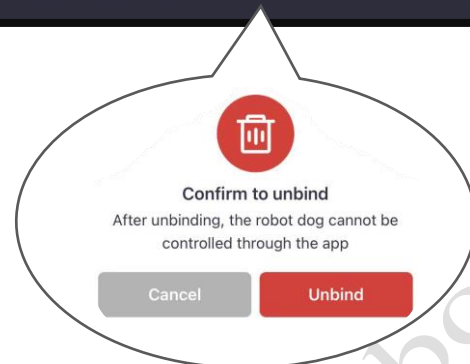 Confirm to unbind
After unbinding, the robot dog cannot be
controlled through the app
Cancel Unbind